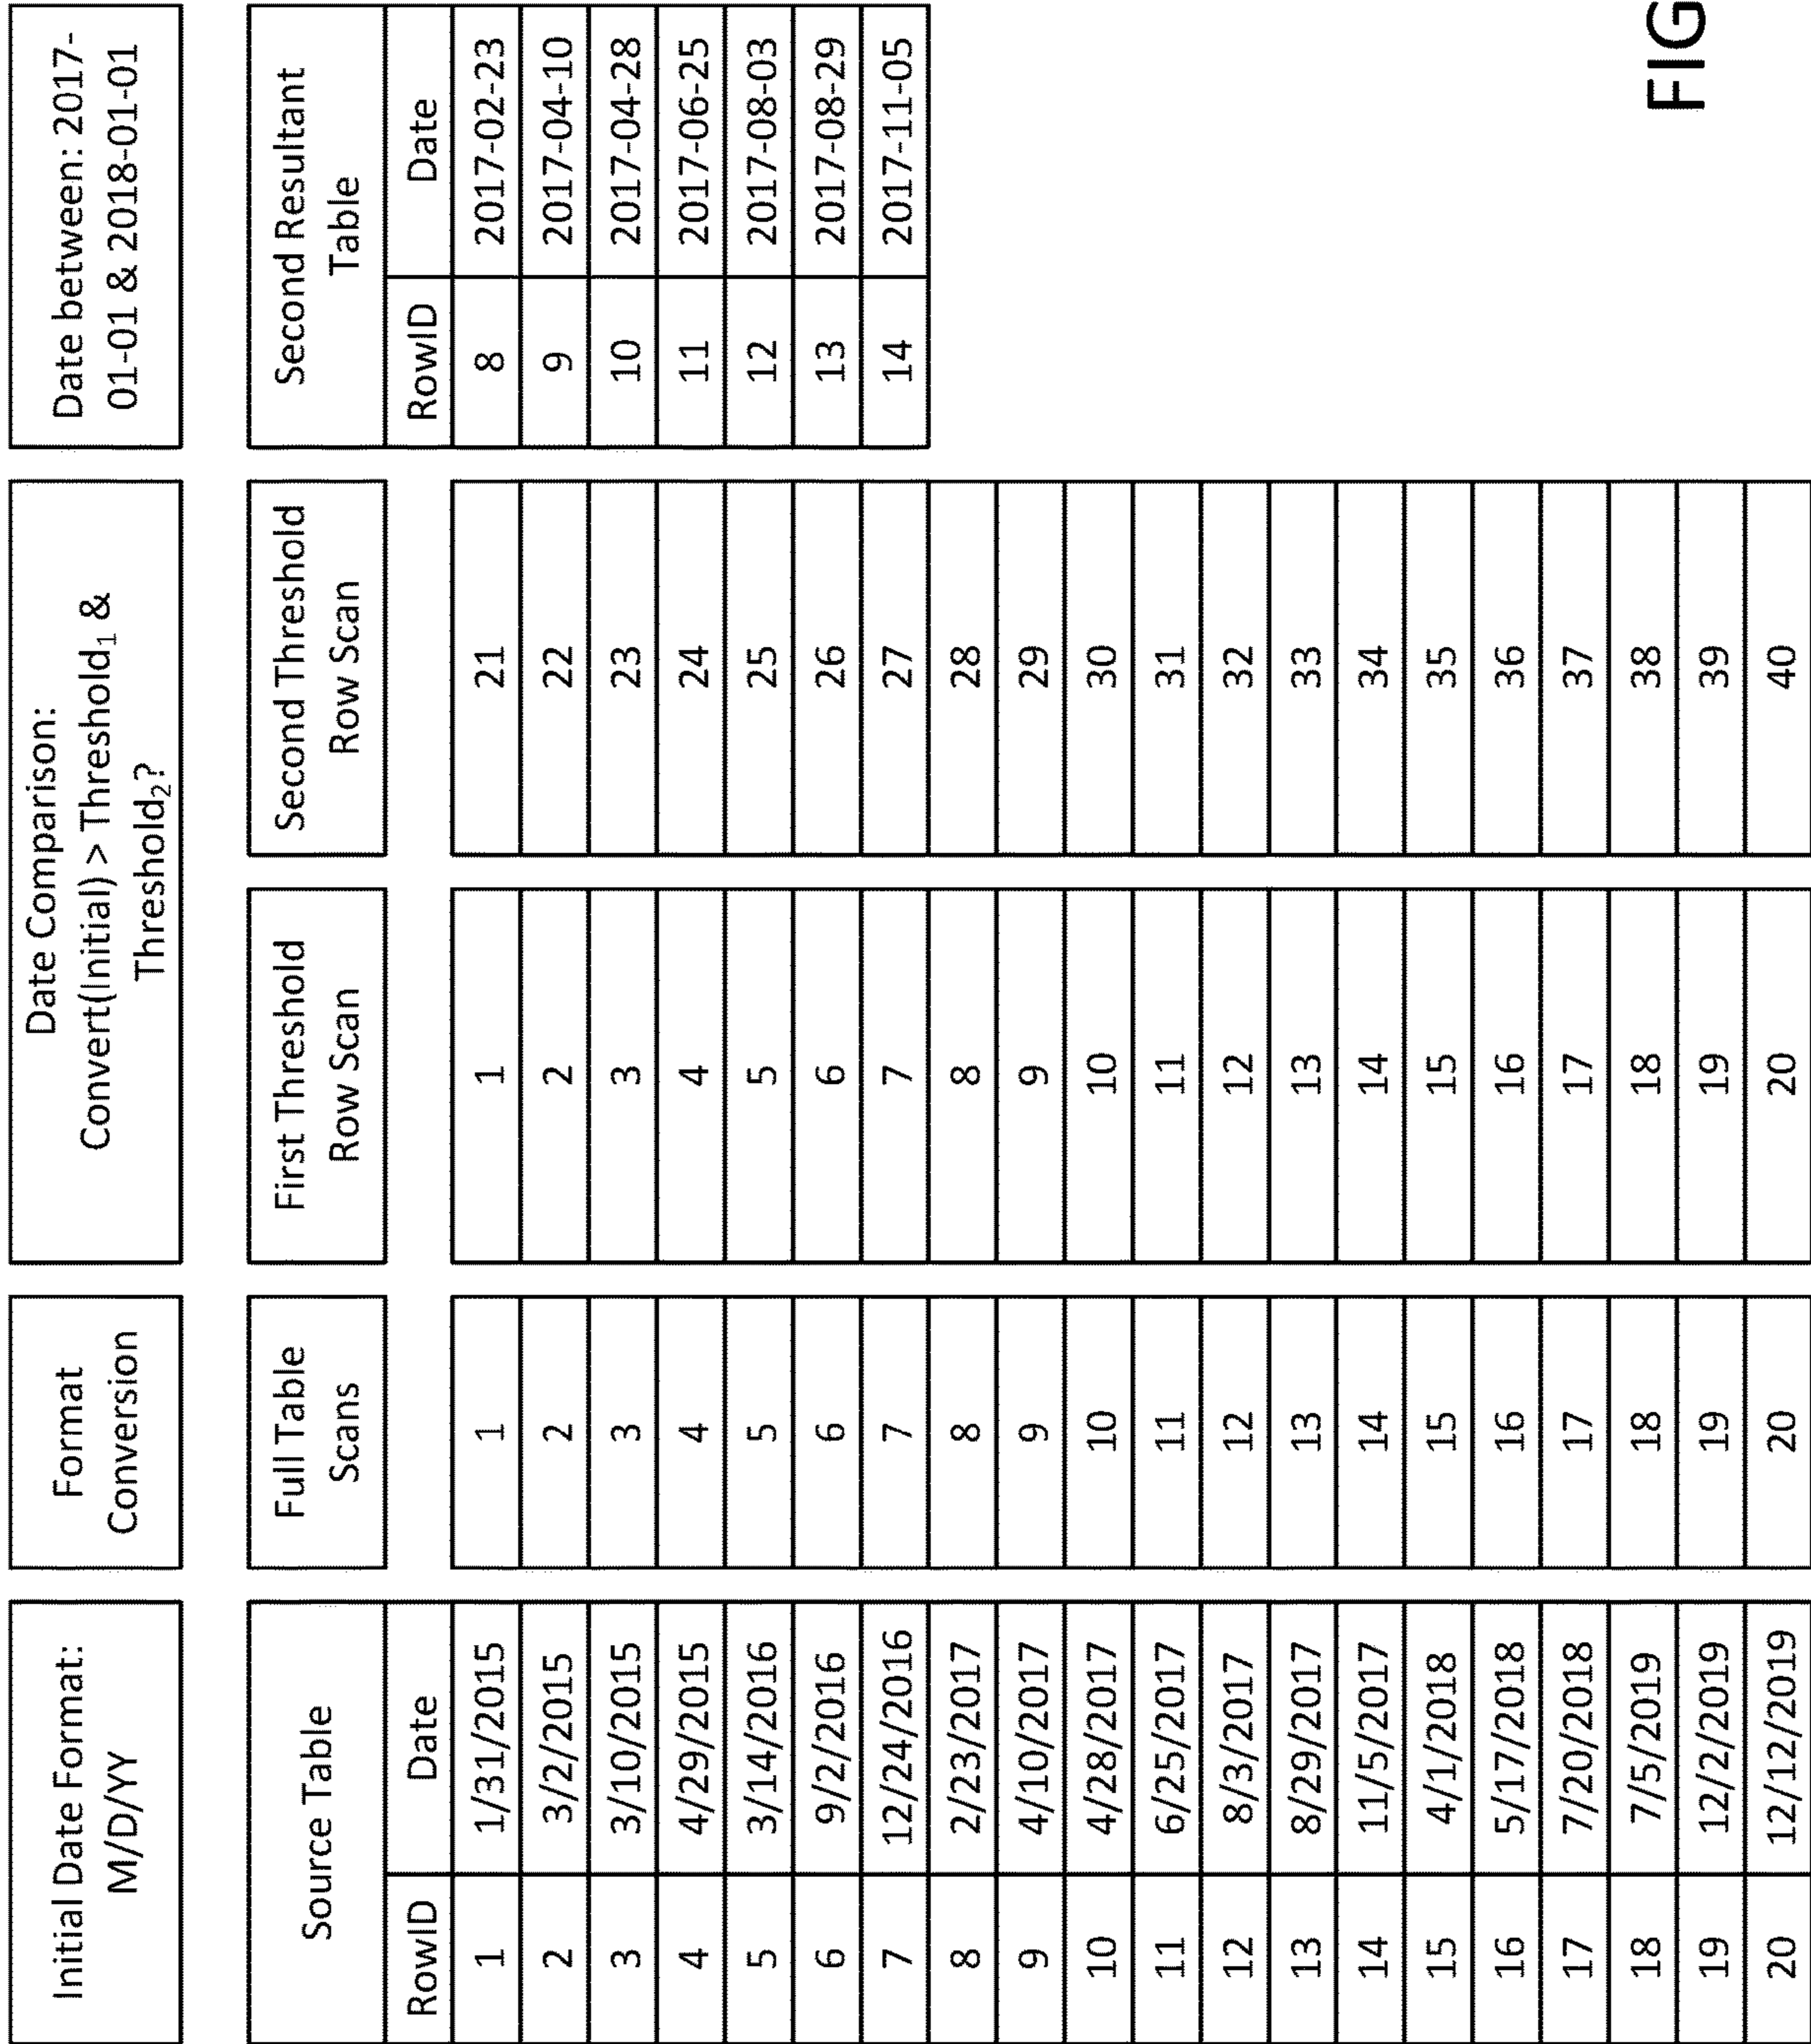 Initial Date Format:
M/D/YY
Format
Conversion
Date Comparison:
Convert(Initial) > Threshold₁ &
Threshold₂?
Date between: 2017-
01-01 & 2018-01-01
Source Table
Full Table
Scans
First Threshold
Row Scan
Second Threshold
Row Scan
Second Resultant
Table
RowID Date RowID Date
1 1/31/2015 1 1 21 8 2017-02-23
2 3/2/2015 2 2 22 9 2017-04-10
3 3/10/2015 3 3 23 10 2017-04-28
4 4/29/2015 4 4 24 11 2017-06-25
5 3/14/2016 5 5 25 12 2017-08-03
6 9/2/2016 6 6 26 13 2017-08-29
7 12/24/2016 7 7 27 14 2017-11-05
8 2/23/2017 8 8 28
9 4/10/2017 9 9 29
10 4/28/2017 10 10 30
11 6/25/2017 11 11 31
12 8/3/2017 12 12 32
13 8/29/2017 13 13 33
14 11/5/2017 14 14 34
15 4/1/2018 15 15 35
16 5/17/2018 16 16 36
17 7/20/2018 17 17 37
18 7/5/2019 18 18 38
19 12/2/2019 19 19 39
20 12/12/2019 20 20 40
FIG